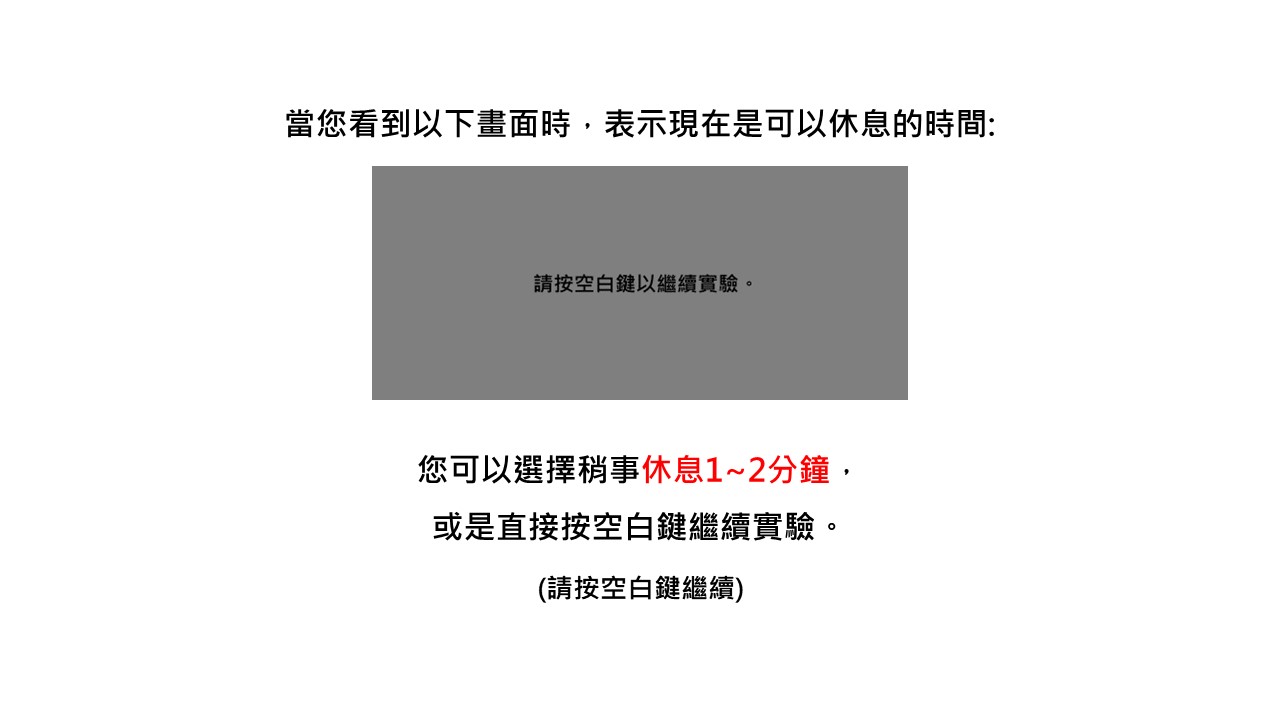 當您看到以下畫面時，表示現在是可以休息的時間:
請按空白鍵以繼續實驗。
您可以選擇稍事休息1~2分鐘，
或是直接按空白鍵繼續實驗。
(請按空白鍵繼續)